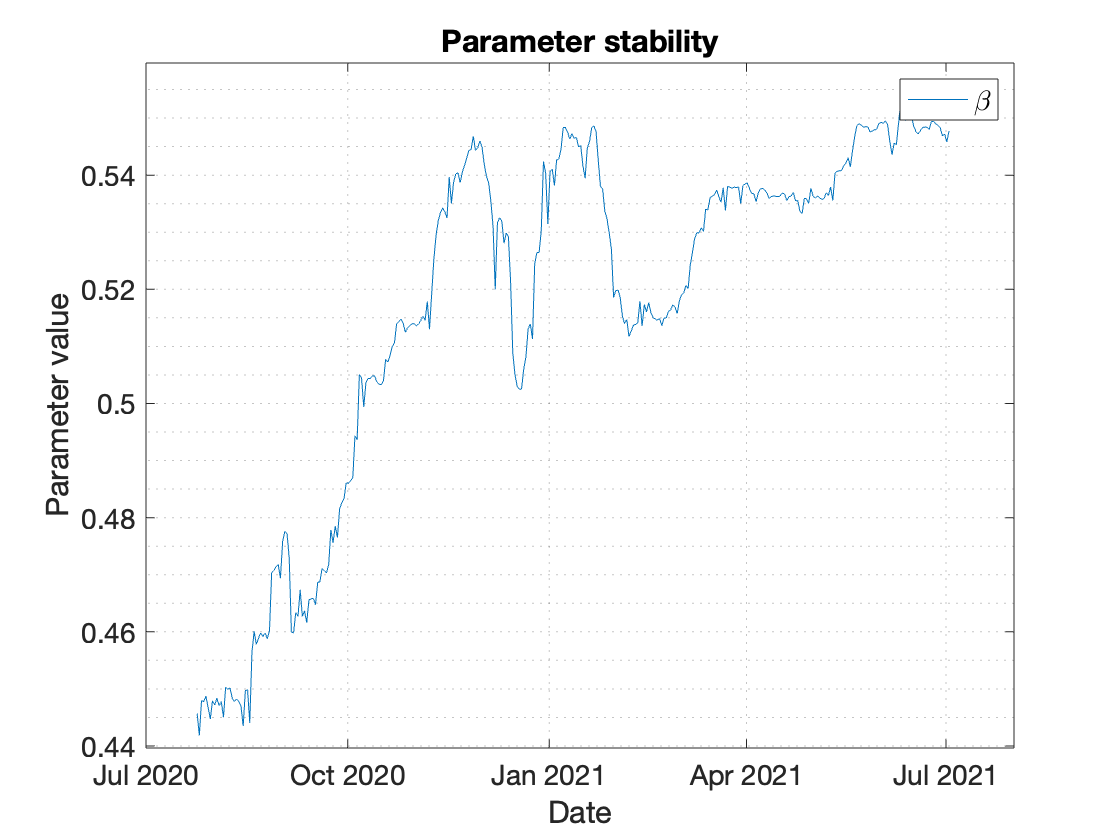 Parameter stability
β
0.54
0.52
0.5
0.48
0.46
0.44
Parameter value
Jul 2020 Oct 2020 Jan 2021 Apr 2021 Jul 2021
Date